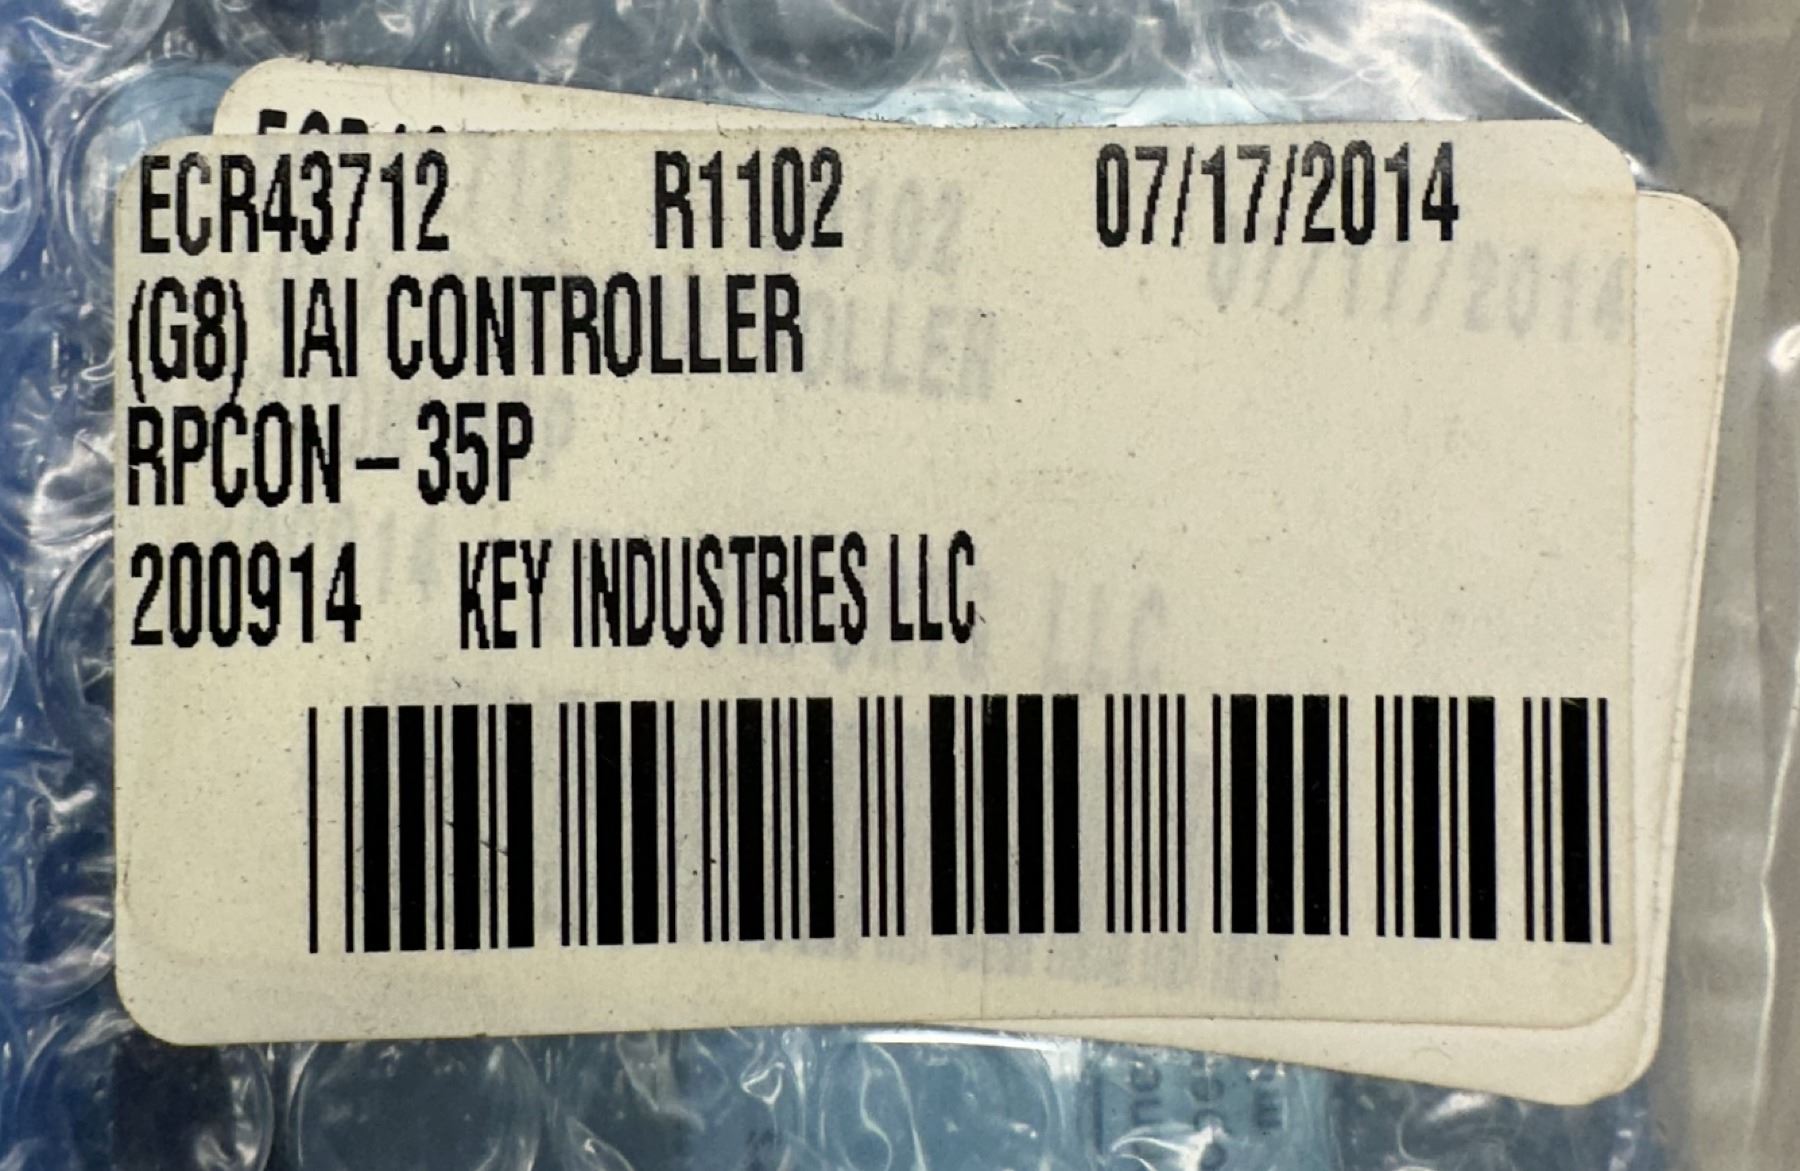 ECR43712 R1102 07/17/2014
(G8) IAI CONTROLLER
RPCON-35P
200914 KEY INDUSTRIES LLC